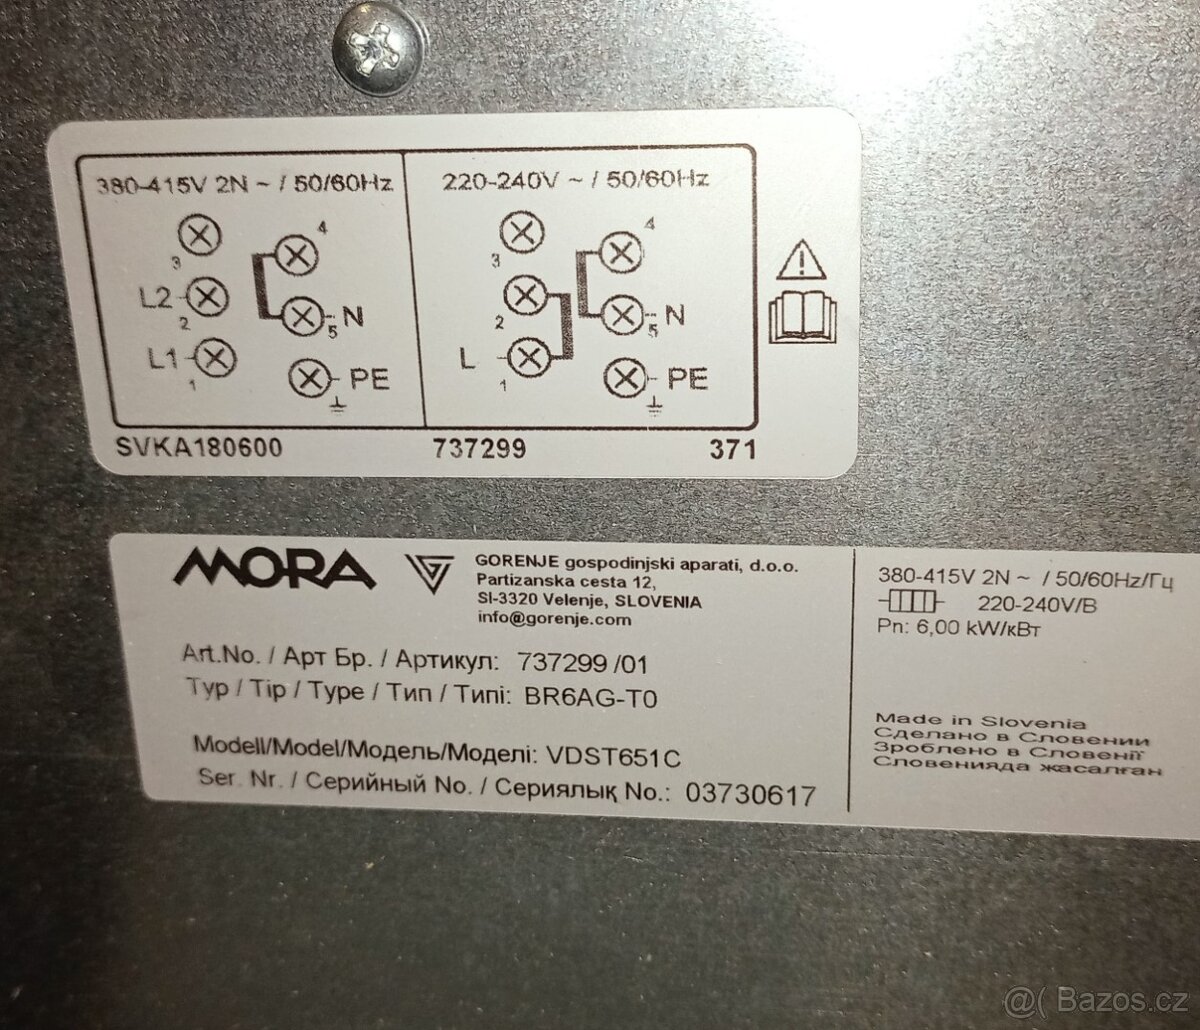 380-415V 2N ~ / 50/60Hz
220-240V ~ / 50/60Hz
3
4
L2
2
5
N
L1
1
PE
3
4
2
5
N
L
1
PE
SVKA180600
737299
371
MORA
GORENJE gospodinjski aparati, d.o.o.
Partizanska cesta 12,
SI-3320 Velenje, SLOVENIA
info@gorenje.com
Art.No. / Арт Бр. / Артикул: 737299/01
Typ / Tip / Type / Тип / Типі: BR6AG-T0
Modell/Model/Модель/Моделі: VDST651C
Ser. Nr. / Серийный No. / Сериялық No.: 03730617
380-415V 2N ~ / 50/60Hz/Гц
220-240V/В
Pn: 6,00 kW/кВт
Made in Slovenia
Сделано в Словении
Зроблено в Словенії
Словенияда жасалған
@( Bazos.cz